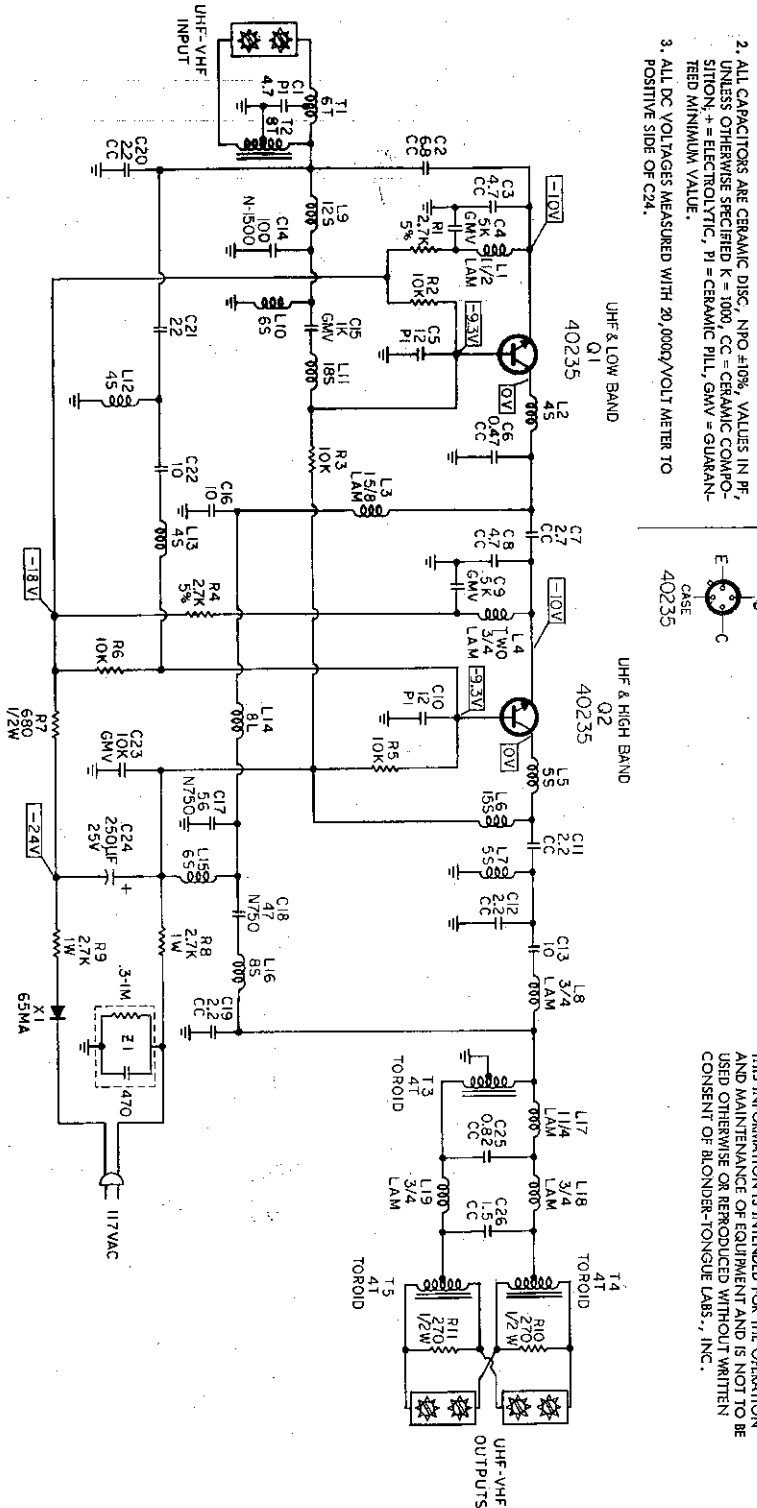 2. ALL CAPACITORS ARE CERAMIC DISC, NPO ±10%, VALUES IN PF,
UNLESS OTHERWISE SPECIFIED K = 1000, CC = CERAMIC COMPO-
SITION, + = ELECTROLYTIC, PI = CERAMIC PILL, GMV = GUARAN-
TEED MINIMUM VALUE.
3. ALL DC VOLTAGES MEASURED WITH 20,000Ω/VOLT METER TO
POSITIVE SIDE OF C24.
E
C
CASE
40235
AND MAINTENANCE OF EQUIPMENT AND IS NOT TO BE
USED OTHERWISE OR REPRODUCED WITHOUT WRITTEN
CONSENT OF BLONDER-TONGUE LABS., INC.
UHF & LOW BAND
Q1
40235
UHF & HIGH BAND
Q2
40235
UHF-VHF
INPUT
T1
6T
C1
PI
4.7
T2
8T
C2
68
CC
C3
4.7
CC
C4
5K
GMV
L1
1 1/2
LAM
R1
2.7K
5%
R2
10K
-10V
-9.3V
0V
C5
12
PI
L2
4S
C6
0.47
CC
L3
1 5/8
LAM
C7
2.7
CC
C8
4.7
CC
C9
.5K
GMV
L4
TWO
3/4
LAM
-10V
-9.3V
0V
C10
12
PI
R5
10K
L5
5S
L6
15S
C11
2.2
CC
L7
5S
C12
2.2
CC
C13
10
L8
3/4
LAM
L9
12S
C14
100
N-1500
L10
6S
C15
1K
GMV
L11
18S
R3
10K
C16
10
R4
2.7K
5%
L14
8L
C17
56
N750
L15
6S
C18
47
N750
L16
8S
C19
2.2
CC
C20
2.2
CC
C21
22
L12
4S
C22
10
L13
4S
-18V
R6
10K
R7
680
1/2W
C23
10K
GMV
-24V
C24
250µF
25V
+
R8
2.7K
1W
R9
2.7K
1W
X1
65MA
.3-1M
Z1
470
117VAC
T3
4T
TOROID
L17
1 1/4
LAM
C25
0.82
CC
L18
3/4
LAM
L19
3/4
LAM
C26
1.5
CC
T4
4T
TOROID
T5
4T
TOROID
R10
270
1/2W
R11
270
1/2W
UHF-VHF
OUTPUTS